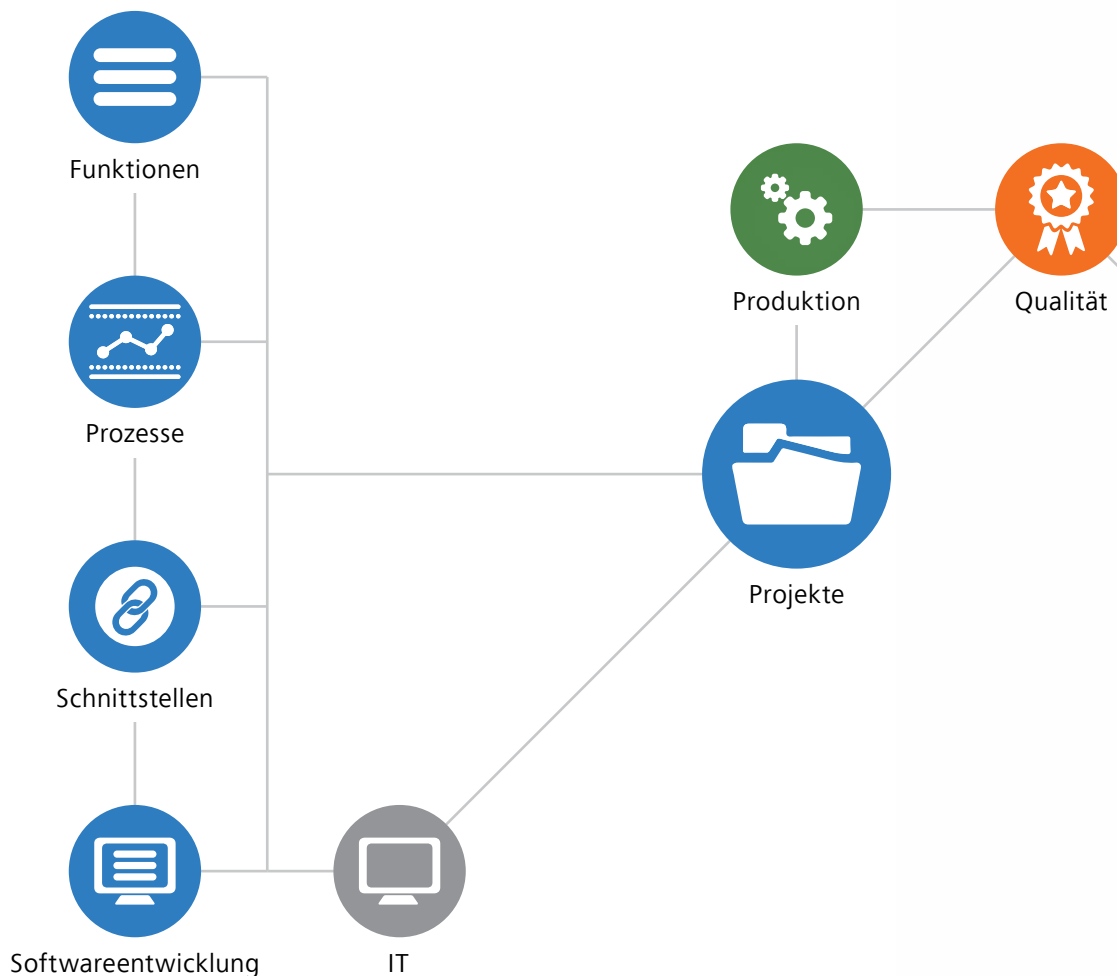 Funktionen
Produktion
Qualität
Prozesse
Projekte
Schnittstellen
Softwareentwicklung
IT